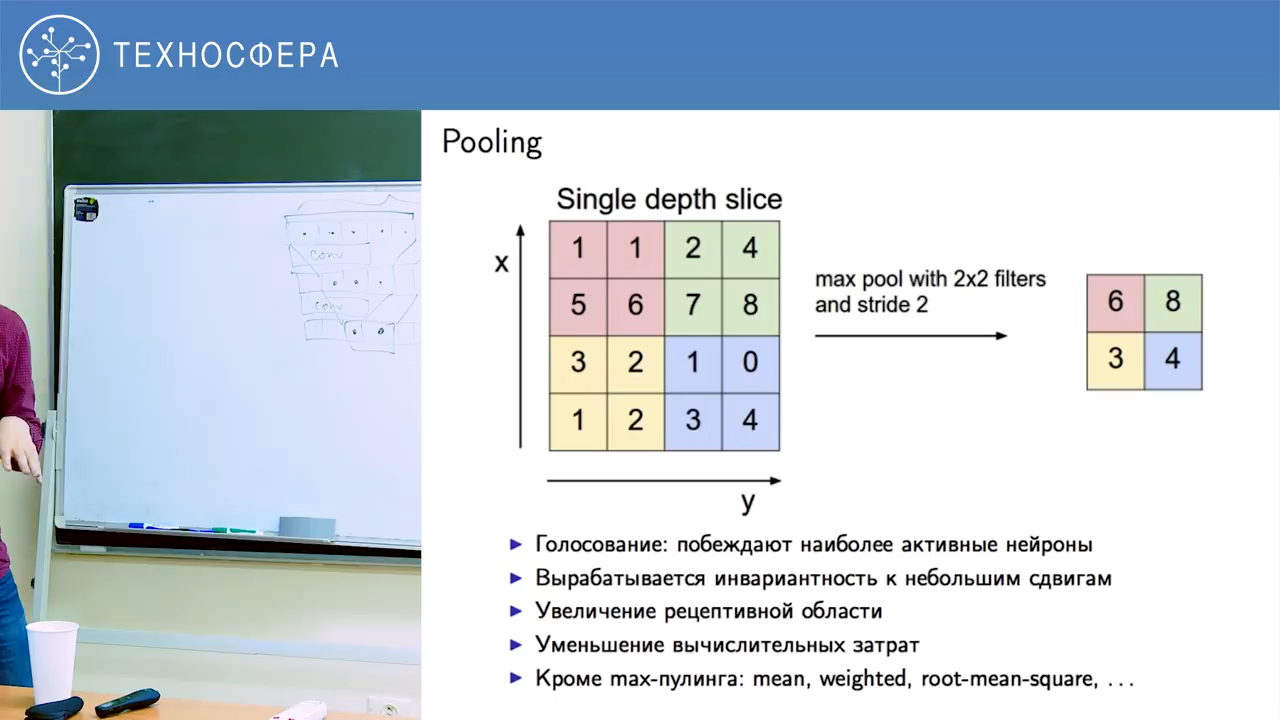 ТЕХНОСФЕРА
Pooling
Single depth slice
x
1 1 2 4
5 6 7 8
3 2 1 0
1 2 3 4
y
max pool with 2x2 filters
and stride 2
6 8
3 4
Голосование: побеждают наиболее активные нейроны
Вырабатывается инвариантность к небольшим сдвигам
Увеличение рецептивной области
Уменьшение вычислительных затрат
Кроме max-пулинга: mean, weighted, root-mean-square, ...
conv
conv